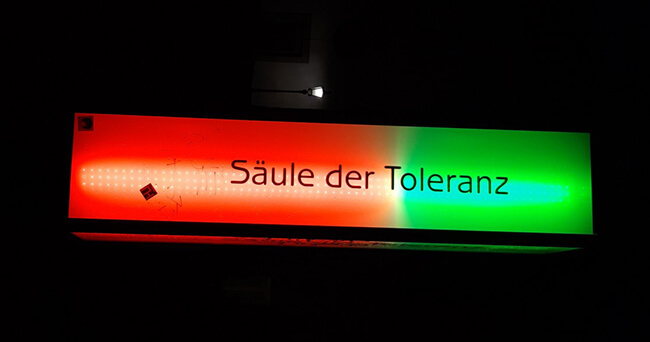 Säule der Toleranz